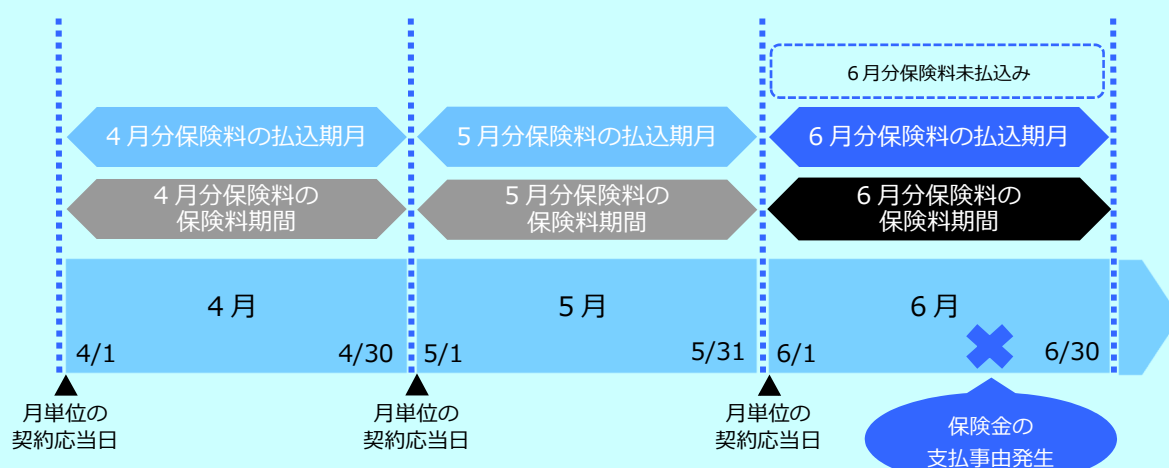 6月分保険料未払込み
4月分保険料の払込期月
5月分保険料の払込期月
6月分保険料の払込期月
4月分保険料の
保険料期間
5月分保険料の
保険料期間
6月分保険料の
保険料期間
4月
5月
6月
4/1
4/30
5/1
5/31
6/1
6/30
月単位の
契約応当日
月単位の
契約応当日
月単位の
契約応当日
保険金の
支払事由発生